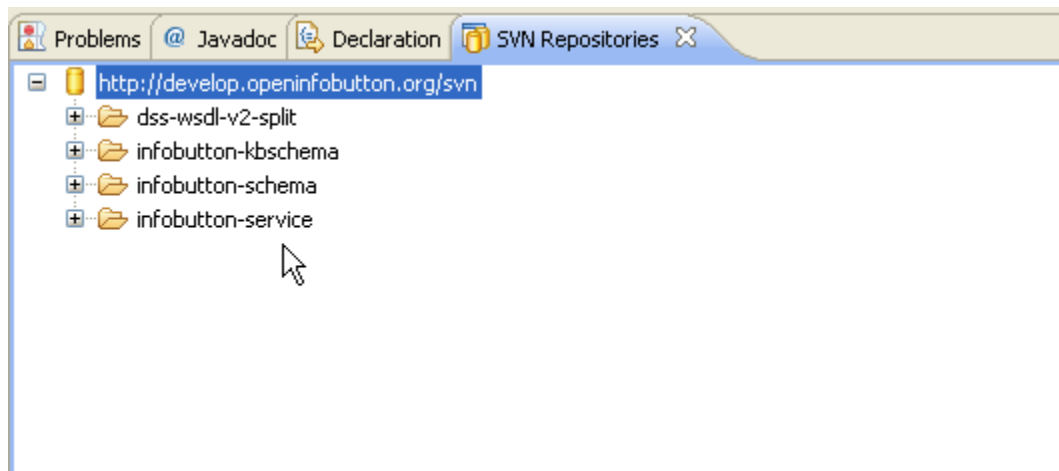 Problems @ Javadoc Declaration SVN Repositories
http://develop.openinfobutton.org/svn
dss-wsdl-v2-split
infobutton-kbschema
infobutton-schema
infobutton-service